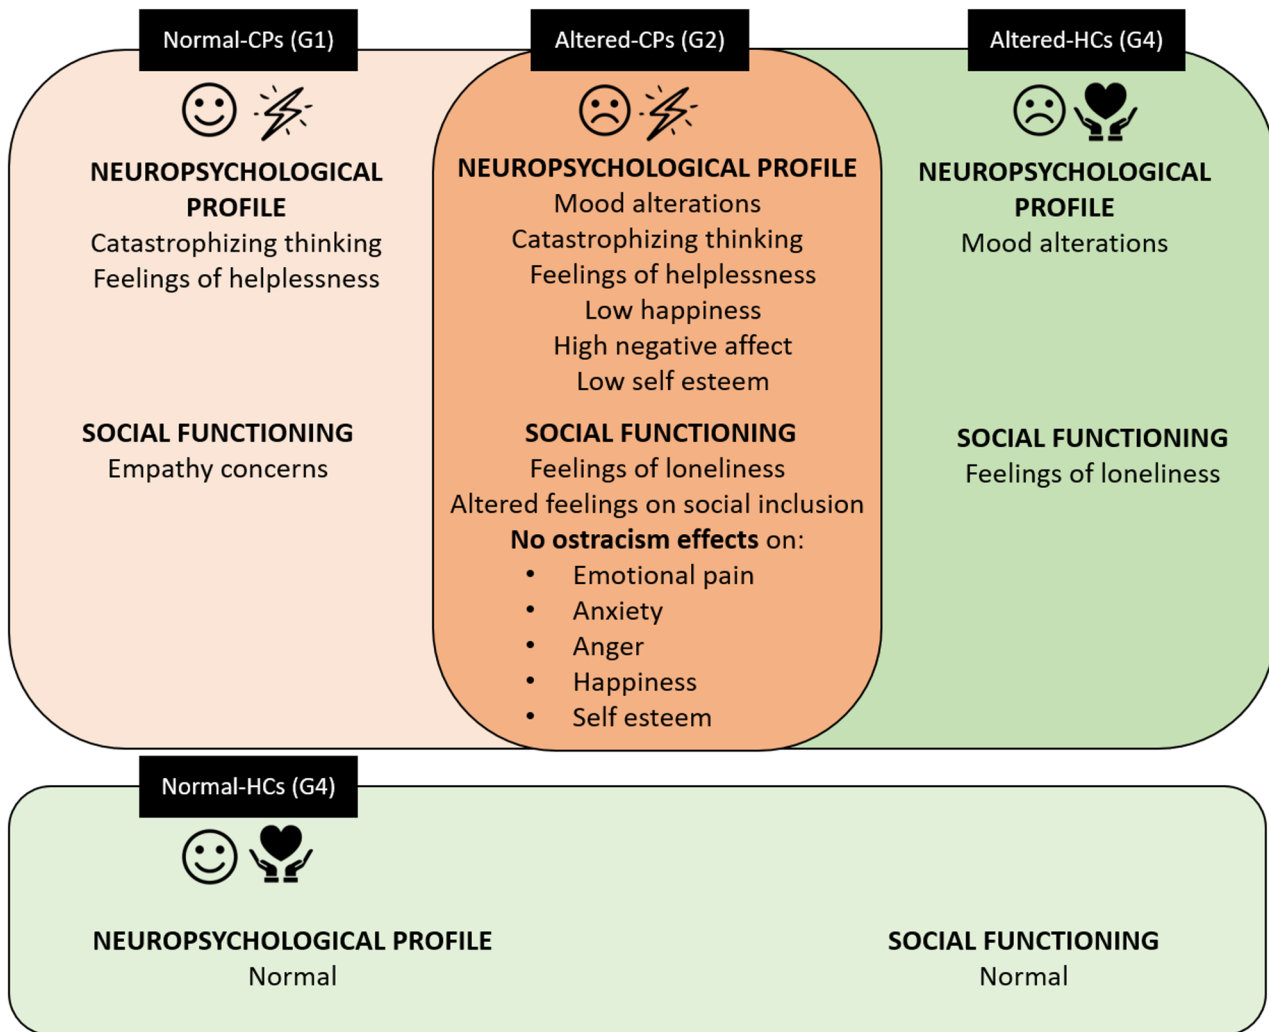 Normal-CPs (G1)
NEUROPSYCHOLOGICAL
PROFILE
Catastrophizing thinking
Feelings of helplessness
SOCIAL FUNCTIONING
Empathy concerns
Altered-CPs (G2)
NEUROPSYCHOLOGICAL PROFILE
Mood alterations
Catastrophizing thinking
Feelings of helplessness
Low happiness
High negative affect
Low self esteem
SOCIAL FUNCTIONING
Feelings of loneliness
Altered feelings on social inclusion
No ostracism effects on:
• Emotional pain
• Anxiety
• Anger
• Happiness
• Self esteem
Altered-HCs (G4)
NEUROPSYCHOLOGICAL
PROFILE
Mood alterations
SOCIAL FUNCTIONING
Feelings of loneliness
Normal-HCs (G4)
NEUROPSYCHOLOGICAL PROFILE
Normal
SOCIAL FUNCTIONING
Normal